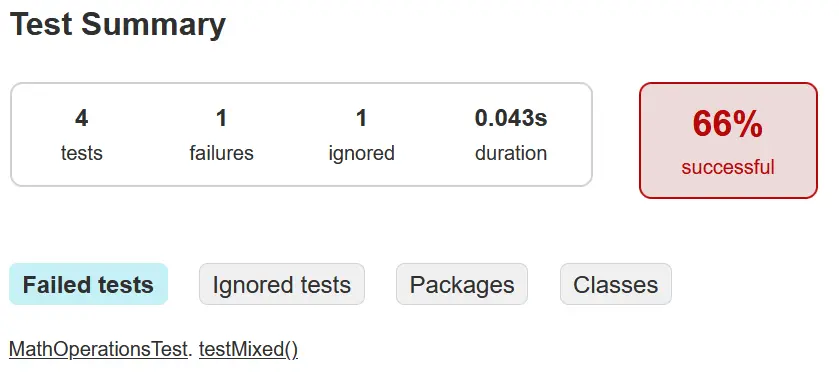 Test Summary
4 1 1 0.043s
tests failures ignored duration
66%
successful
Failed tests Ignored tests Packages Classes
MathOperationsTest. testMixed()